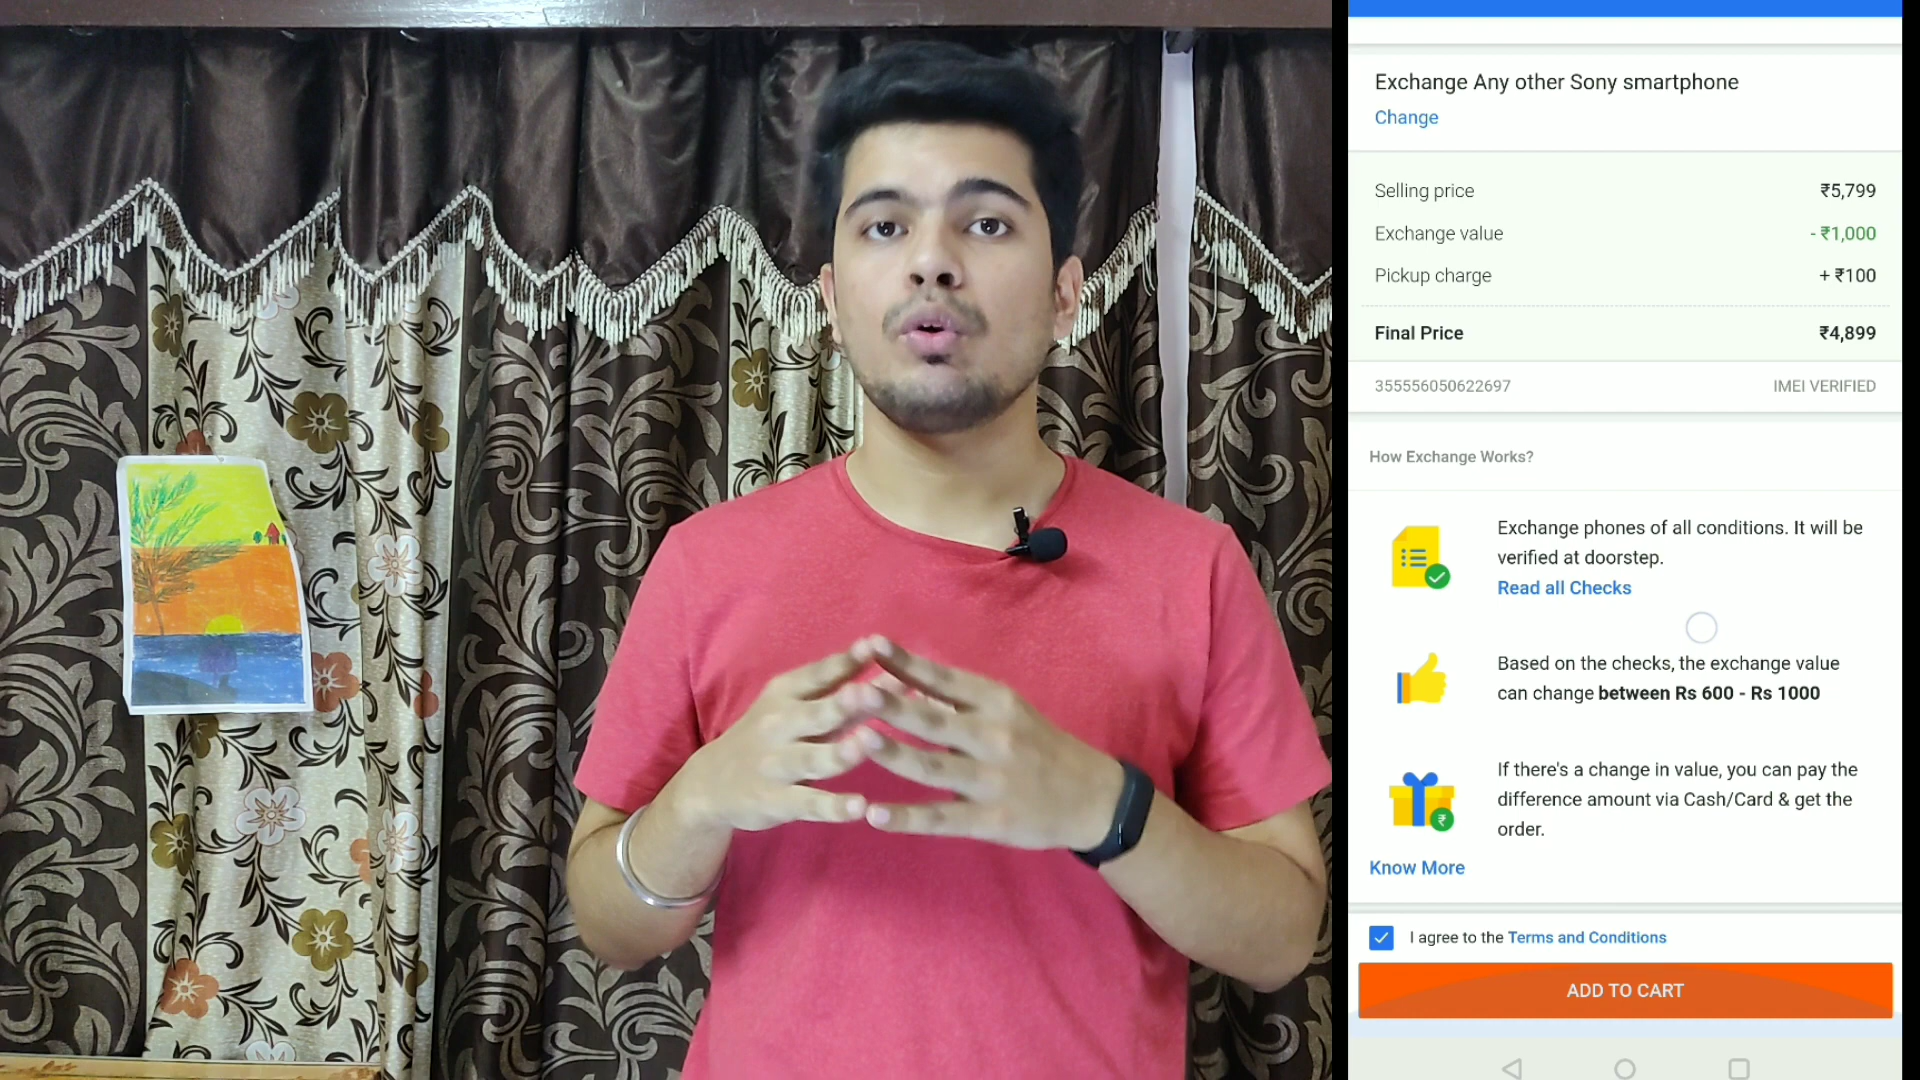 Exchange Any other Sony smartphone
Change
Selling price ₹5,799
Exchange value - ₹1,000
Pickup charge + ₹100
Final Price ₹4,899
355556050622697 IMEI VERIFIED
How Exchange Works?
Exchange phones of all conditions. It will be
verified at doorstep.
Read all Checks
Based on the checks, the exchange value
can change between Rs 600 - Rs 1000
If there's a change in value, you can pay the
difference amount via Cash/Card & get the
order.
₹
Know More
I agree to the Terms and Conditions
ADD TO CART